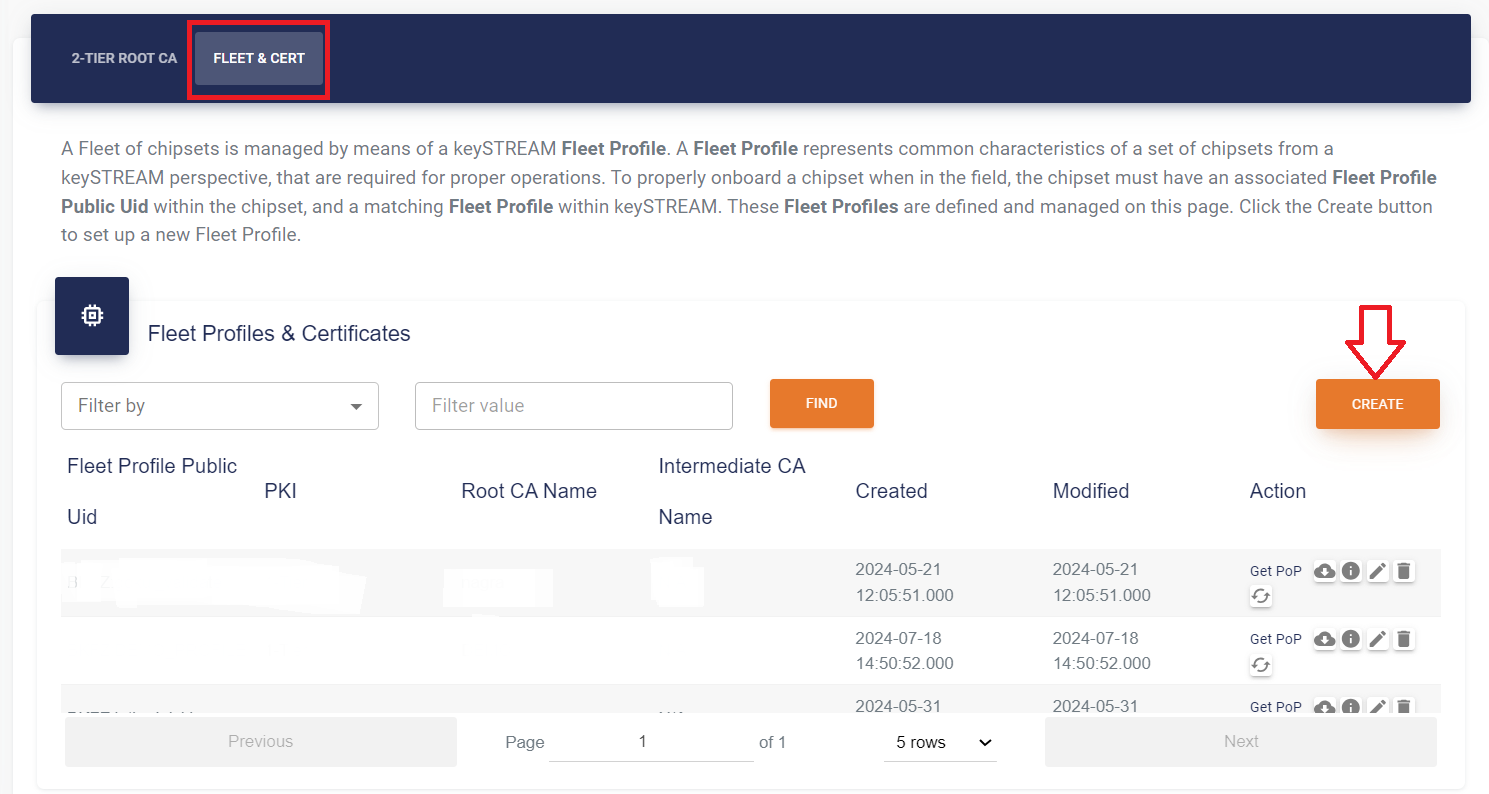 2-TIER ROOT CA
FLEET & CERT
A Fleet of chipsets is managed by means of a keySTREAM Fleet Profile. A Fleet Profile represents common characteristics of a set of chipsets from a
keySTREAM perspective, that are required for proper operations. To properly onboard a chipset when in the field, the chipset must have an associated Fleet Profile
Public Uid within the chipset, and a matching Fleet Profile within keySTREAM. These Fleet Profiles are defined and managed on this page. Click the Create button
to set up a new Fleet Profile.
Fleet Profiles & Certificates
Filter by
Filter value
FIND
CREATE
Fleet Profile Public
Uid
PKI
Root CA Name
Intermediate CA
Name
Created
Modified
Action
2024-05-21
12:05:51.000
2024-05-21
12:05:51.000
Get PoP
2024-07-18
14:50:52.000
2024-07-18
14:50:52.000
Get PoP
2024-05-31
2024-05-31
Get PoP
Previous
Page
1
of 1
5 rows
Next